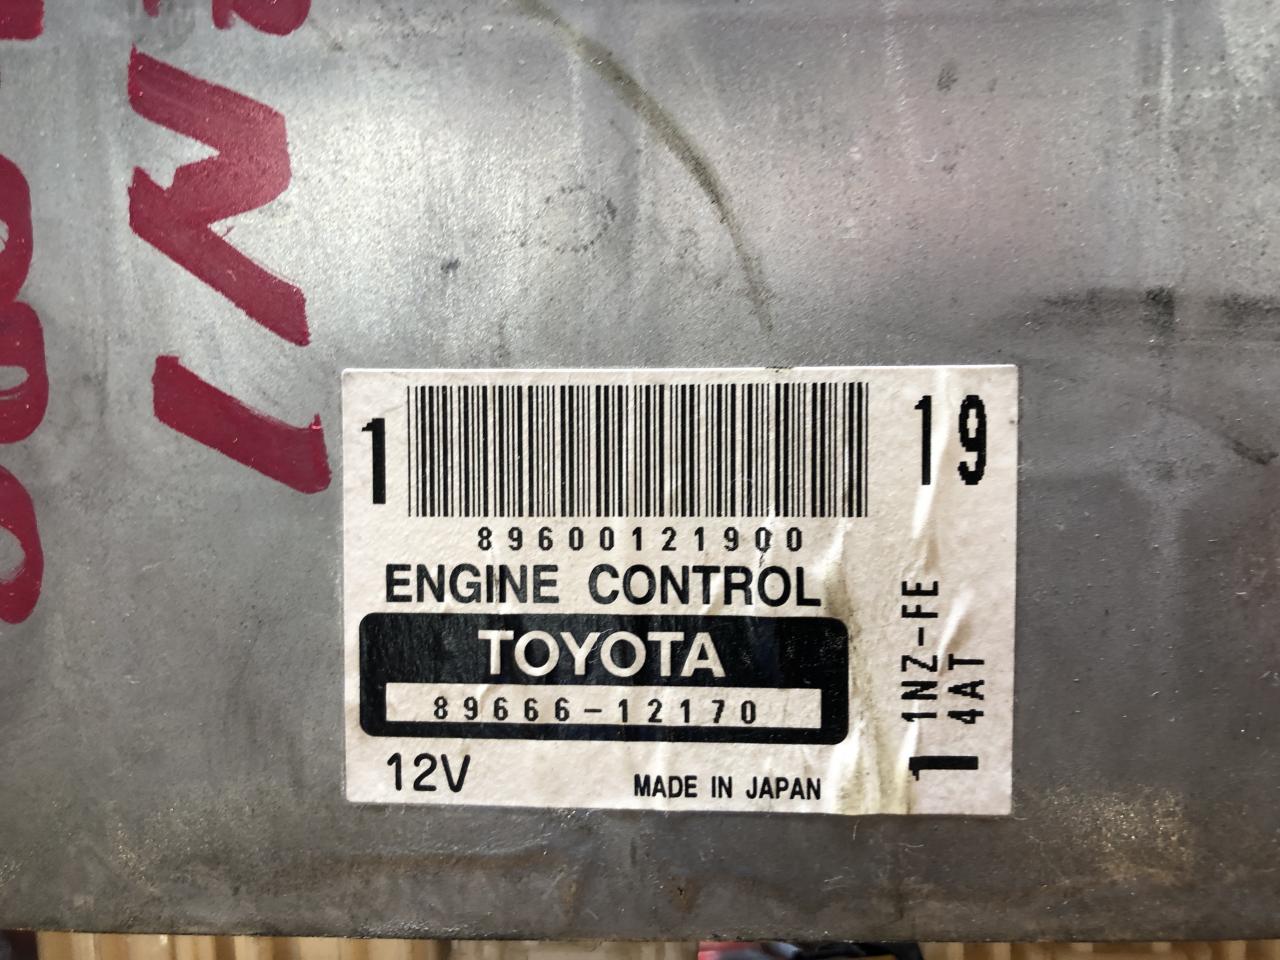 1
19
89600121900
ENGINE CONTROL
TOYOTA
89666-12170
12V
MADE IN JAPAN
1NZ-FE
4AT
1